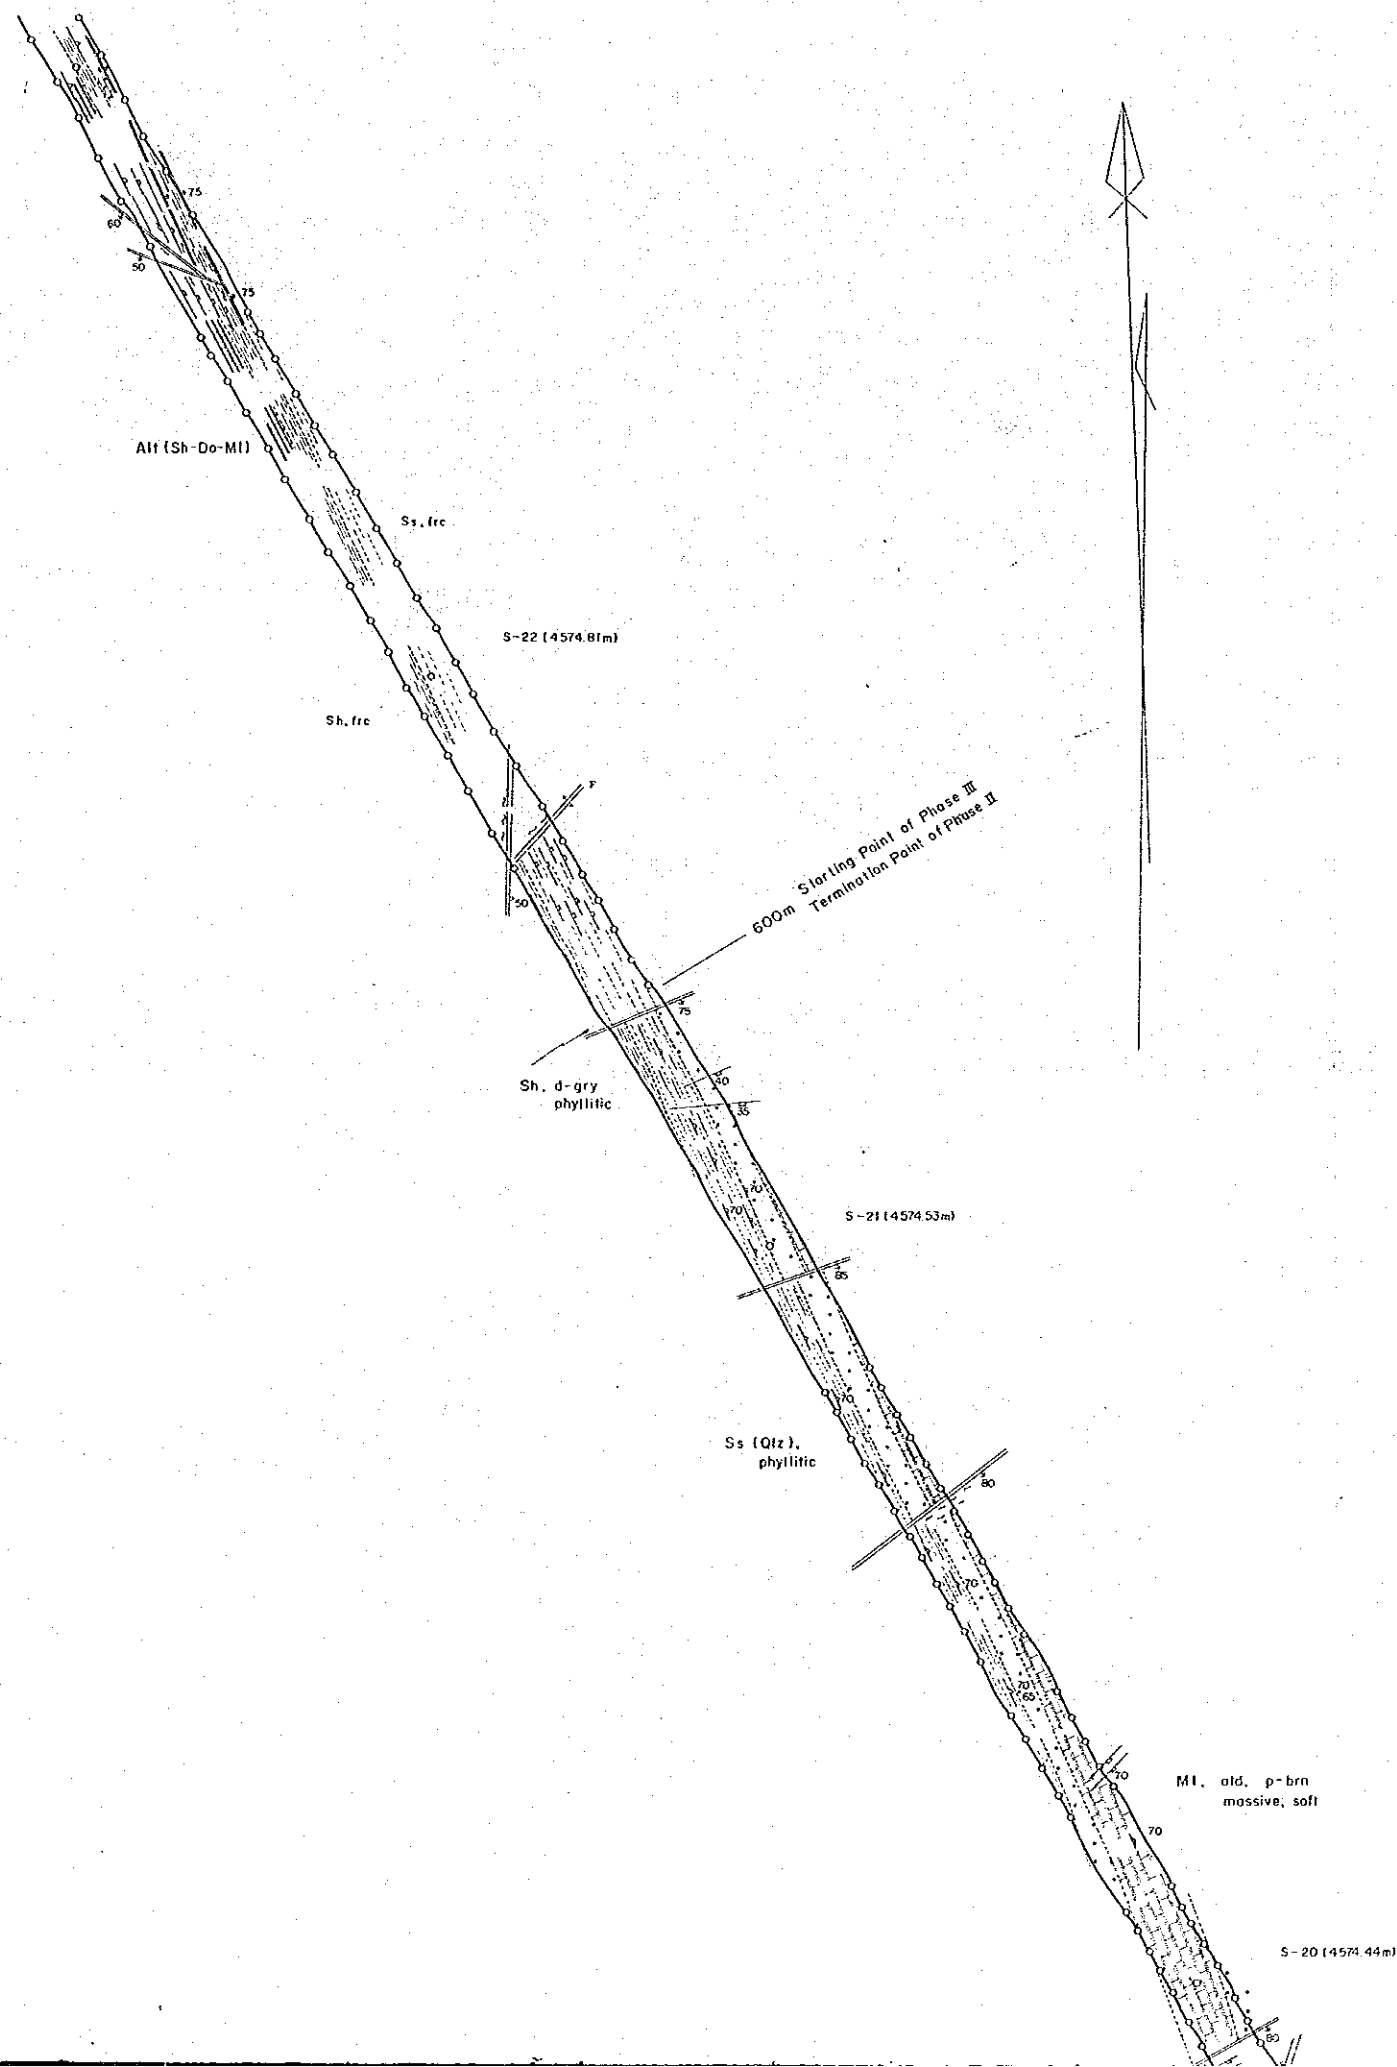 75
60
50
75
Alt (Sh-Do-Ml)
Ss, frc
S-22 (4574.81m)
Sh, frc
F
50
Starting Point of Phase III
600m Termination Point of Phase II
75
Sh, d-gry
phyllitic
40
35
70
70
S-21 (4574.53m)
85
70
Ss (Qtz),
phyllitic
80
70
70
65
70
Ml, ald, p-brn
massive, soft
70
S-20 (4574.44m)
80